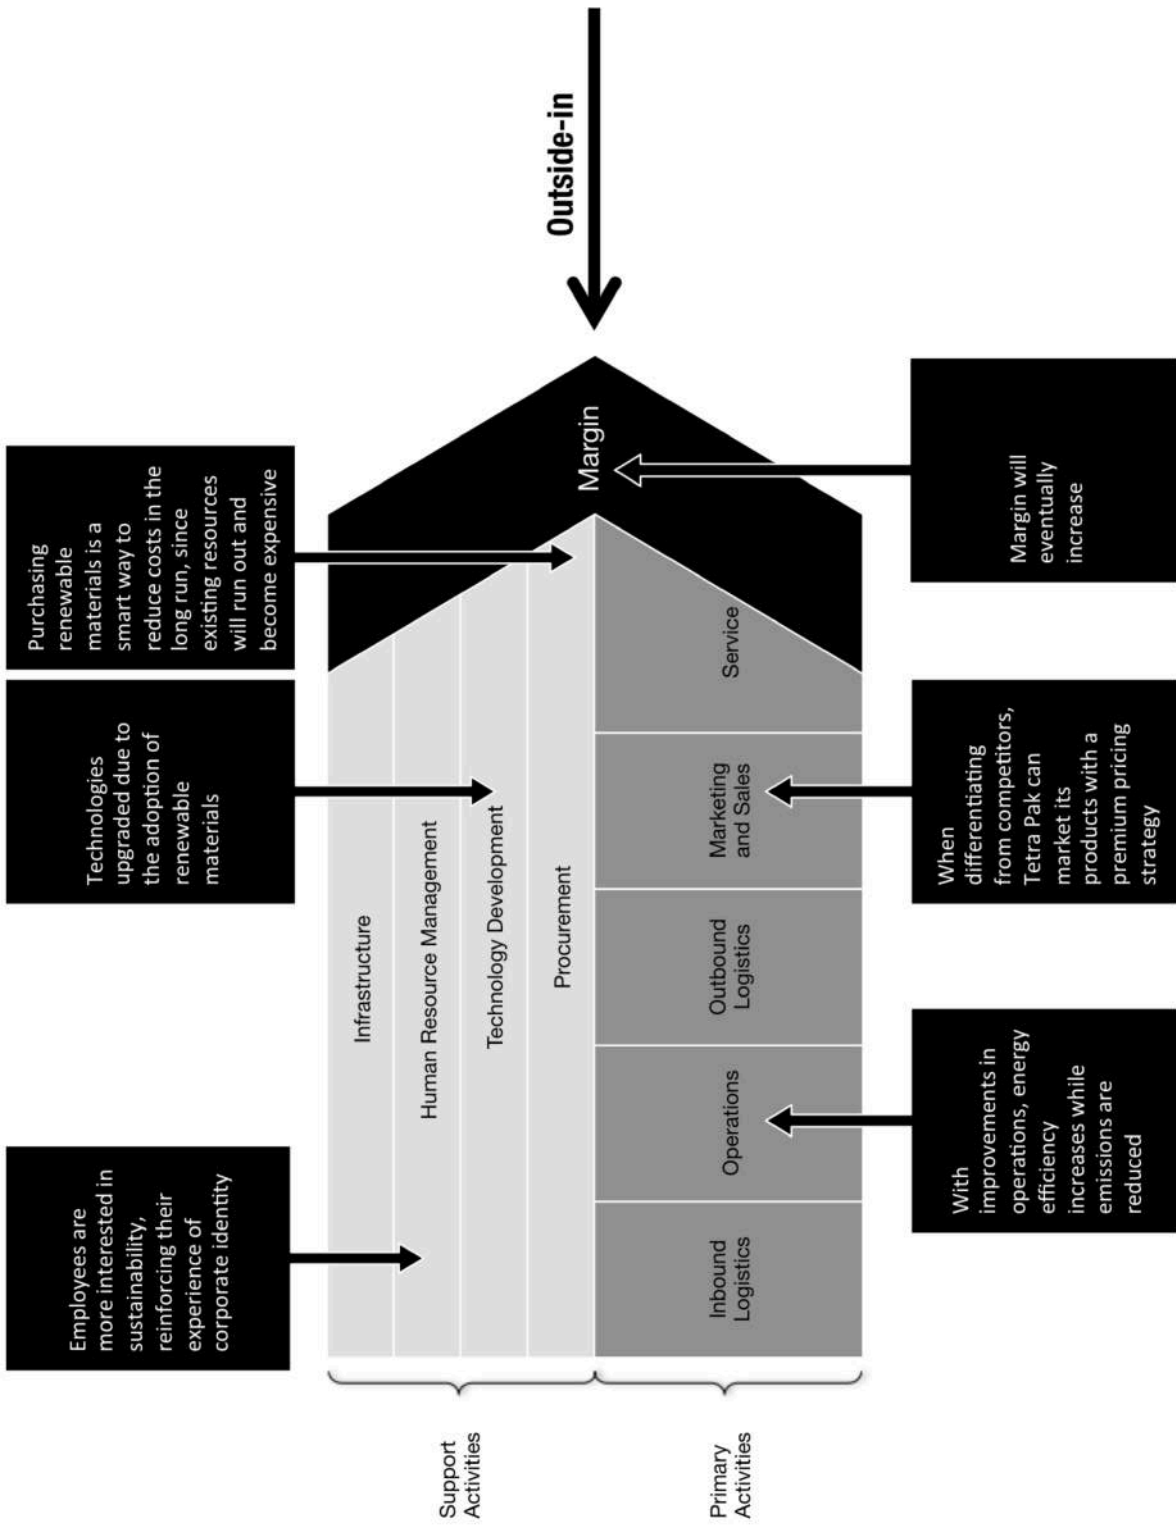 Employees are
more interested in
sustainability,
reinforcing their
experience of
corporate identity
Technologies
upgraded due to
the adoption of
renewable
materials
Purchasing
renewable
materials is a
smart way to
reduce costs in the
long run, since
existing resources
will run out and
become expensive
Support
Activities
Infrastructure
Human Resource Management
Technology Development
Procurement
Margin
Outside-in
Primary
Activities
Inbound
Logistics
Operations
Outbound
Logistics
Marketing
and Sales
Service
With
improvements in
operations, energy
efficiency
increases while
emissions are
reduced
When
differentiating
from competitors,
Tetra Pak can
market its
products with a
premium pricing
strategy
Margin will
eventually
increase